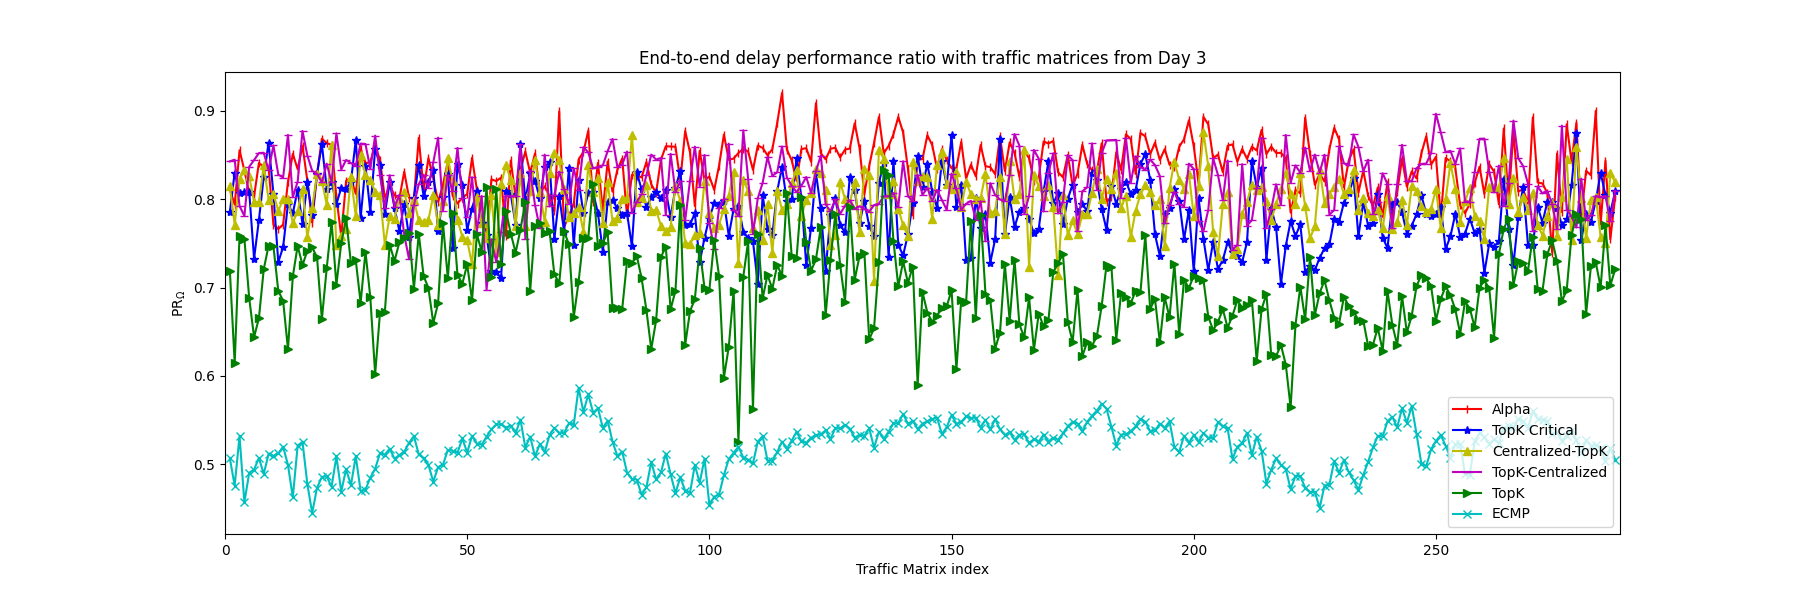 End-to-end delay performance ratio with traffic matrices from Day 3
PR_Ω
0.9
0.8
0.7
0.6
0.5
0 50 100 150 200 250
Traffic Matrix index
Alpha
TopK Critical
Centralized-TopK
TopK-Centralized
TopK
ECMP